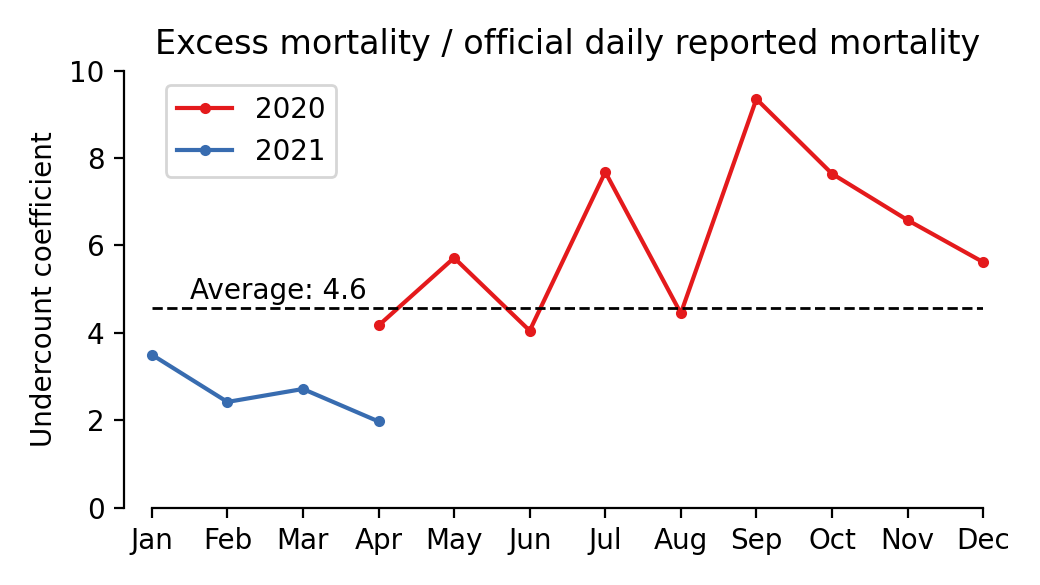 Excess mortality / official daily reported mortality
Undercount coefficient
10
8
6
4
2
0
2020
2021
Average: 4.6
Jan Feb Mar Apr May Jun Jul Aug Sep Oct Nov Dec